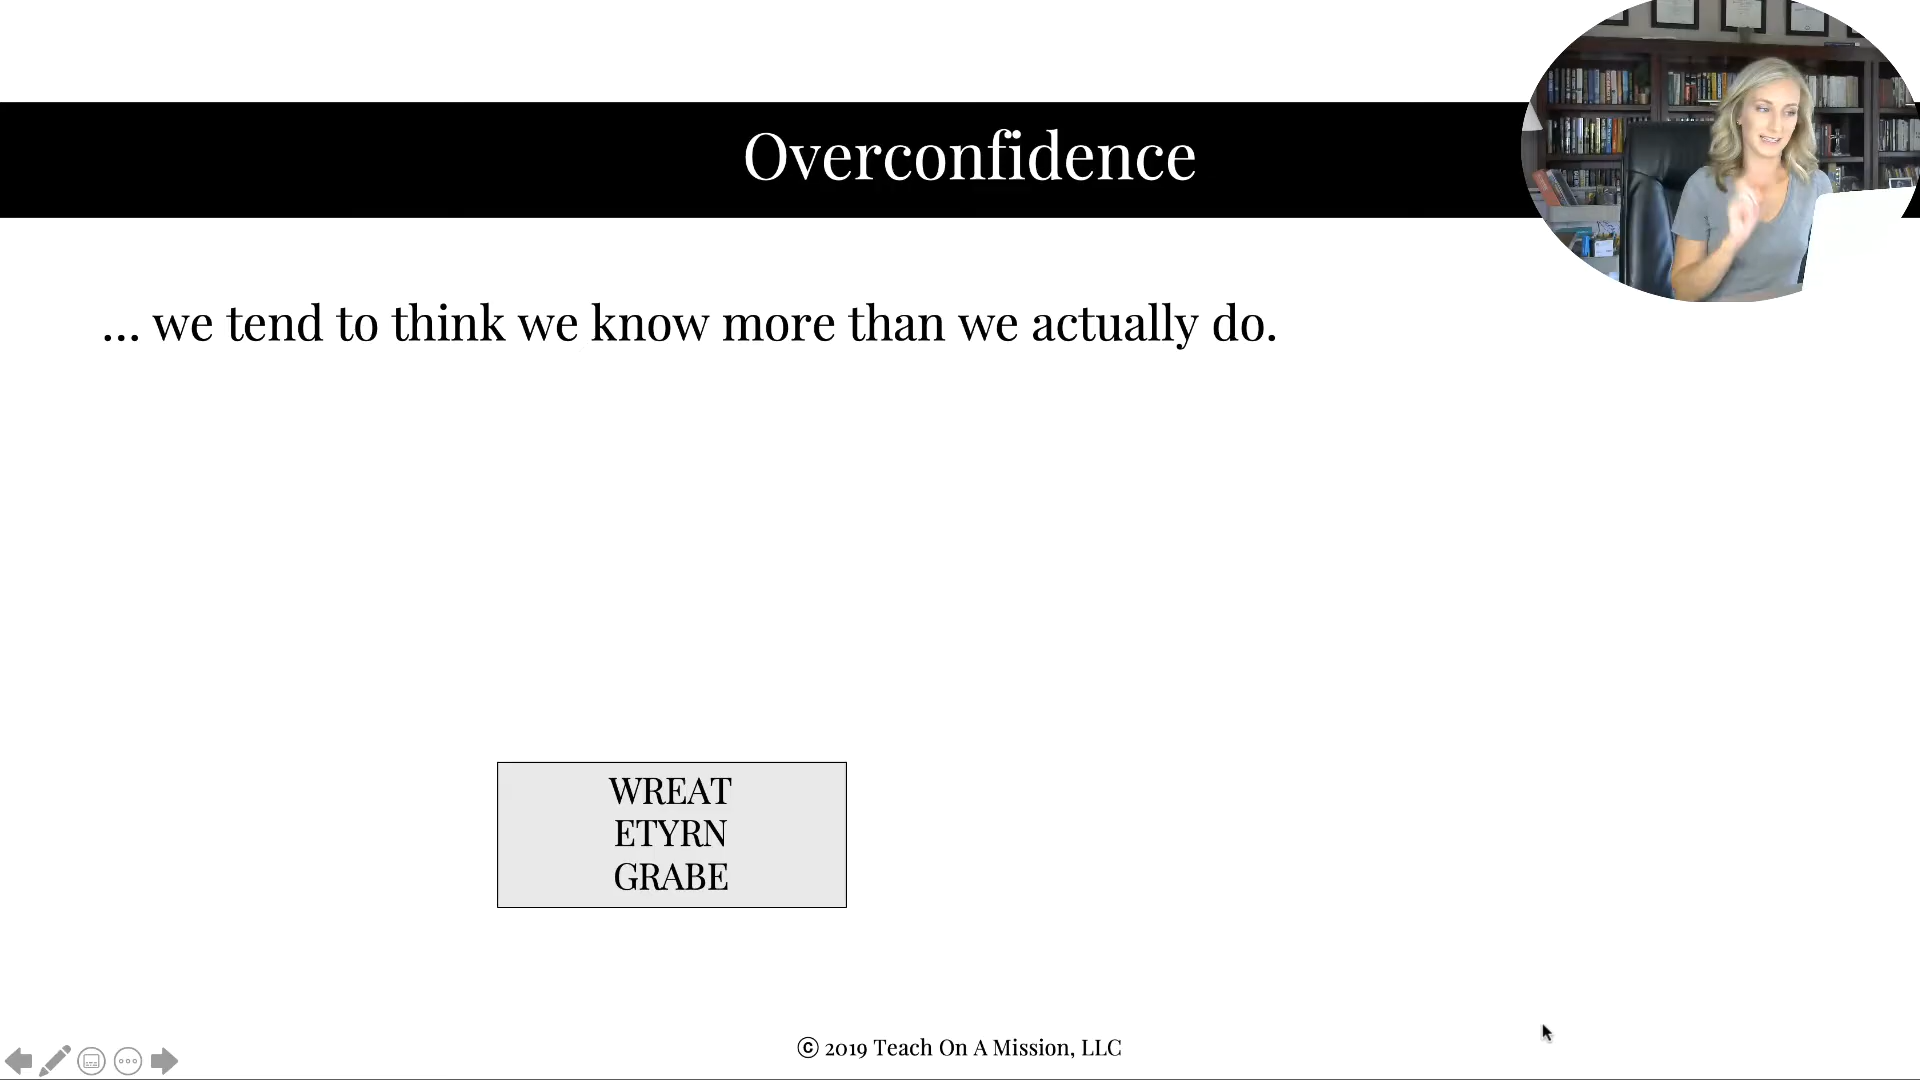 Overconfidence
... we tend to think we know more than we actually do.
WREAT
ETYRN
GRABE
© 2019 Teach On A Mission, LLC